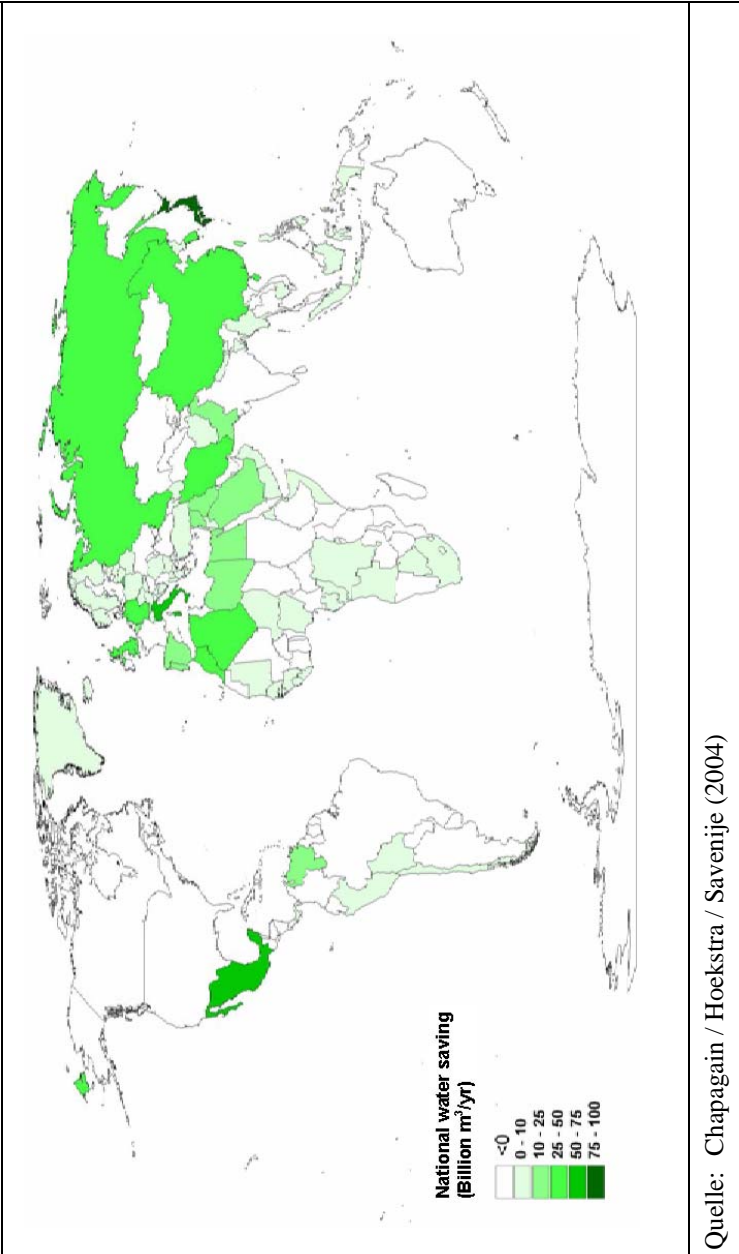 National water saving
(Billion m³/yr)
<0
0 - 10
10 - 25
25 - 50
50 - 75
75 - 100
Quelle: Chapagain / Hoekstra / Savenije (2004)